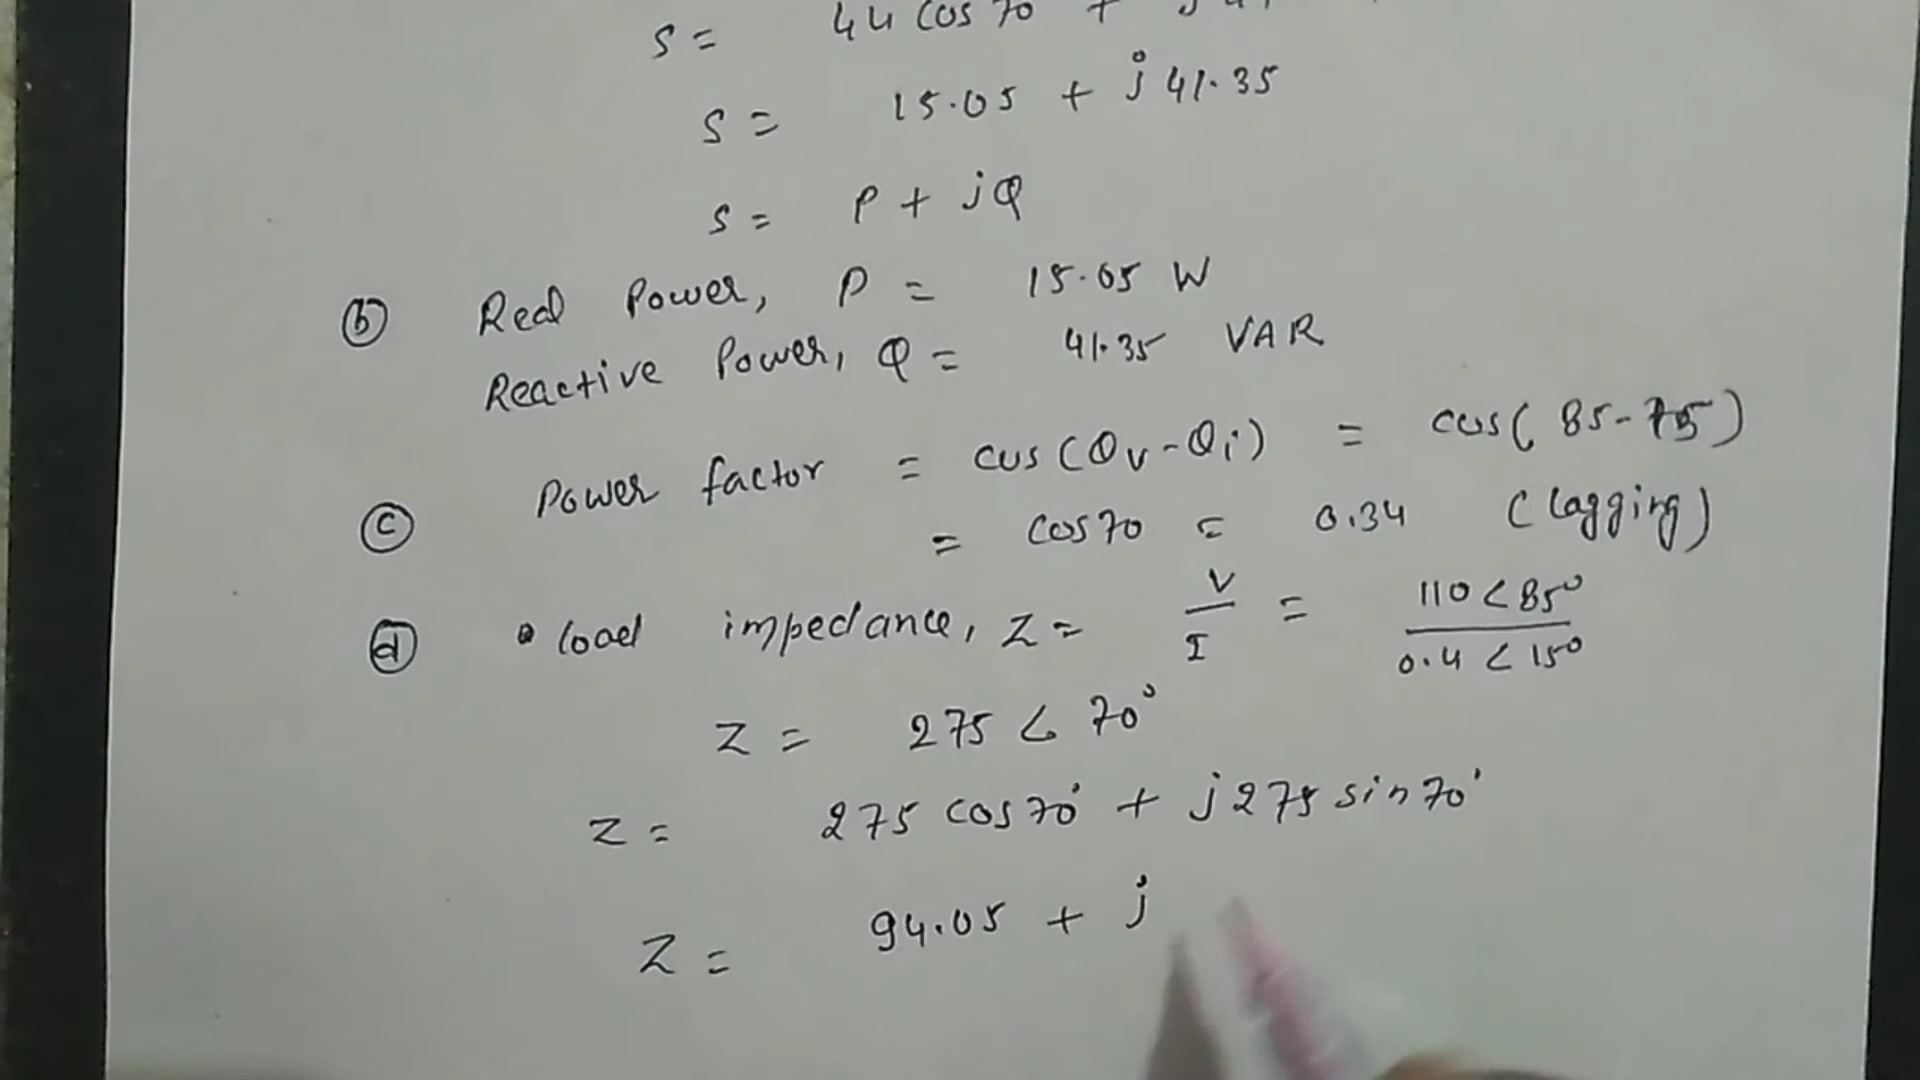 S = 44 cos 70 + j
S = 15.05 + j 41.35
S = P + jQ
(b) Real Power, P = 15.05 W
Reactive Power, Q = 41.35 VAR
(c) Power factor = cos(θv - θi) = cos(85-15)
= cos 70 = 0.34 (lagging)
(d) load impedance, Z = V/I = 110<85°/0.4<15°
Z = 275 < 70°
Z = 275 cos 70° + j 275 sin 70°
Z = 94.05 + j